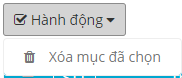 Hành động
Xóa mục đã chọn